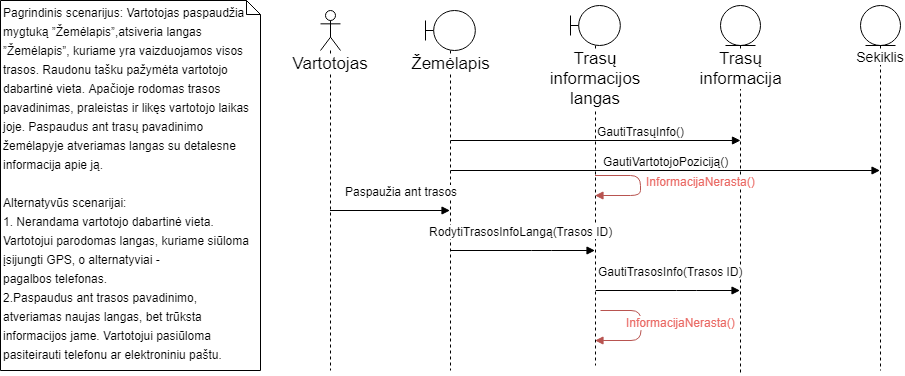 Pagrindinis scenarijus: Vartotojas paspaudžia
mygtuką ”Žemėlapis”,atsiveria langas
”Žemėlapis”, kuriame yra vaizduojamos visos
trasos. Raudonu tašku pažymėta vartotojo
dabartinė vieta. Apačioje rodomas trasos
pavadinimas, praleistas ir likęs vartotojo laikas
joje. Paspaudus ant trasų pavadinimo
žemėlapyje atveriamas langas su detalesne
informacija apie ją.
Alternatyvūs scenarijai:
1. Nerandama vartotojo dabartinė vieta.
Vartotojui parodomas langas, kuriame siūloma
įsijungti GPS, o alternatyviai -
pagalbos telefonas.
2.Paspaudus ant trasos pavadinimo,
atveriamas naujas langas, bet trūksta
informacijos jame. Vartotojui pasiūloma
pasiteirauti telefonu ar elektroniniu paštu.
Vartotojas
Žemėlapis
Trasų
informacijos
langas
Trasų
informacija
Sekiklis
GautiTrasųInfo()
GautiVartotojoPoziciją()
InformacijaNerasta()
Paspaužia ant trasos
RodytiTrasosInfoLangą(Trasos ID)
GautiTrasosInfo(Trasos ID)
InformacijaNerasta()